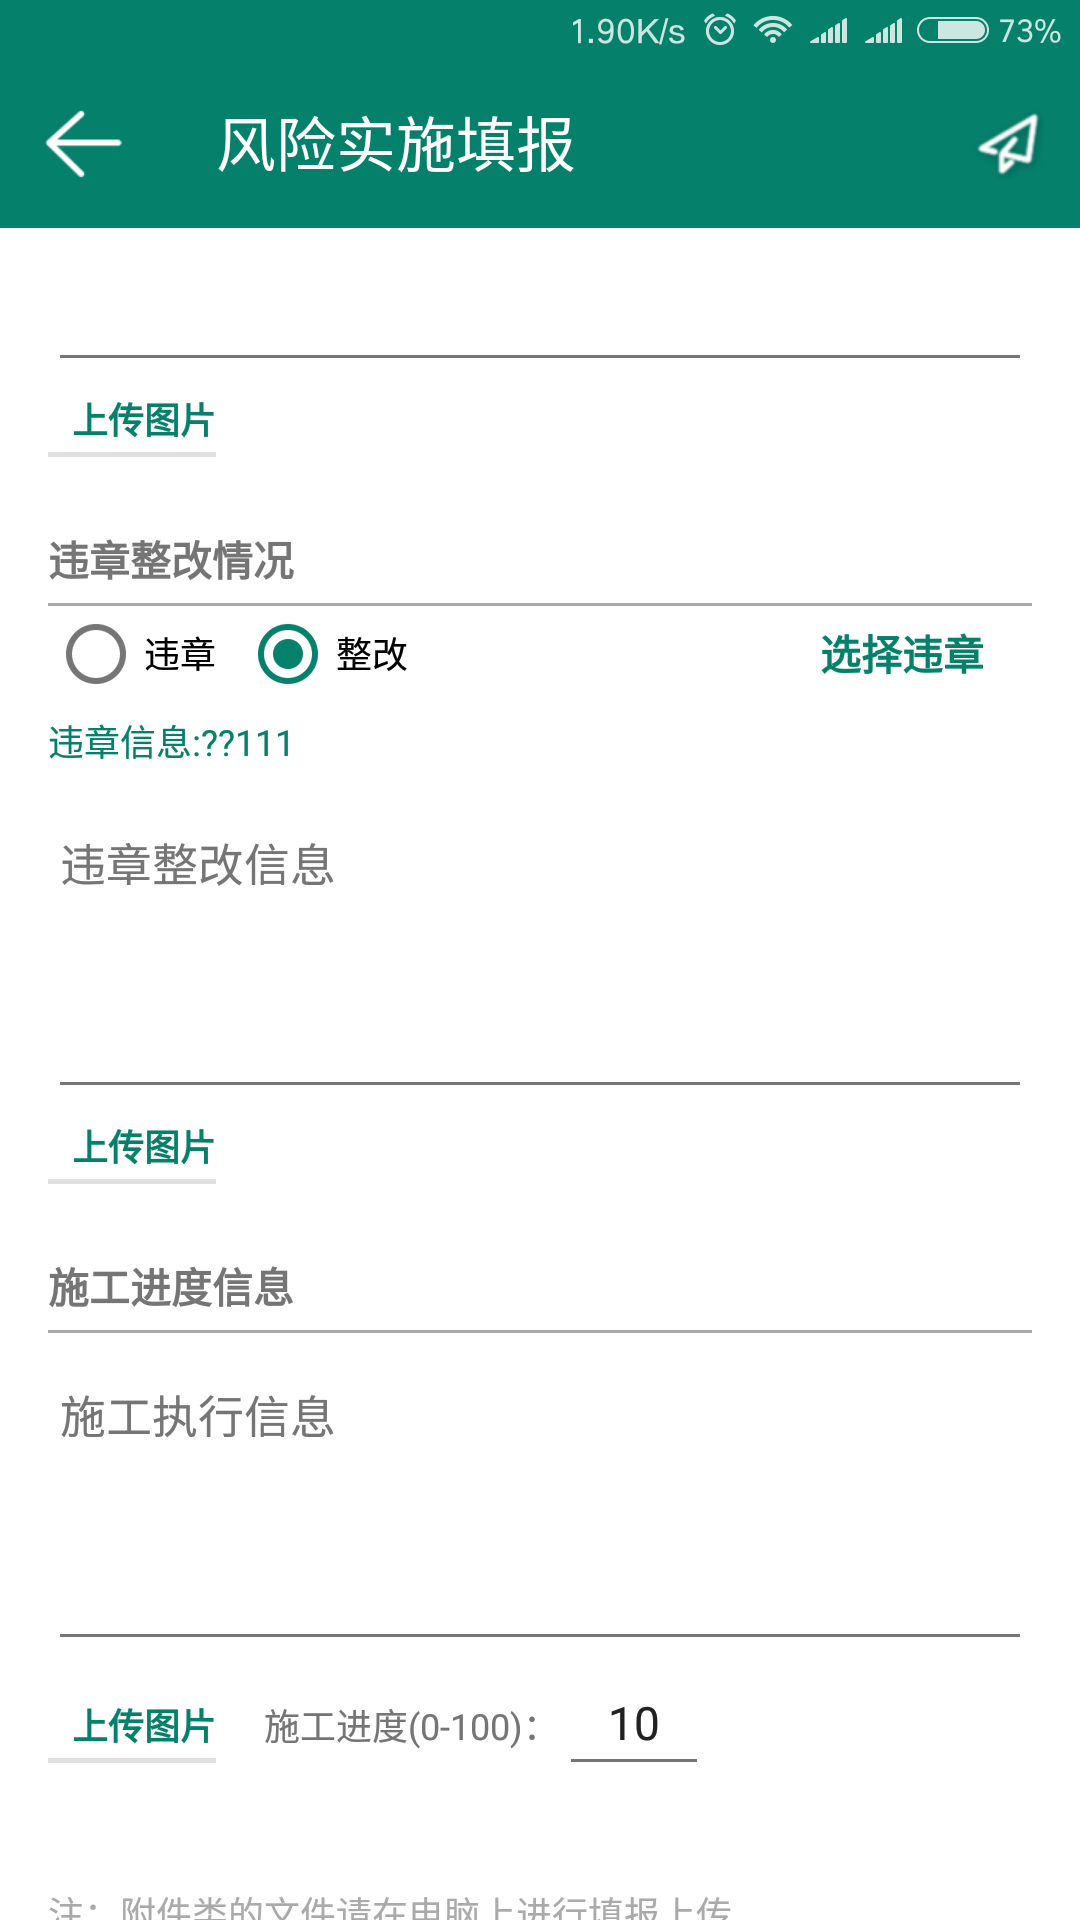 1.90K/s 73%
风险实施填报
上传图片
违章整改情况
违章 整改 选择违章
违章信息:??111
违章整改信息
上传图片
施工进度信息
施工执行信息
上传图片 施工进度(0-100)： 10
注：附件类的文件请在电脑上进行填报上传